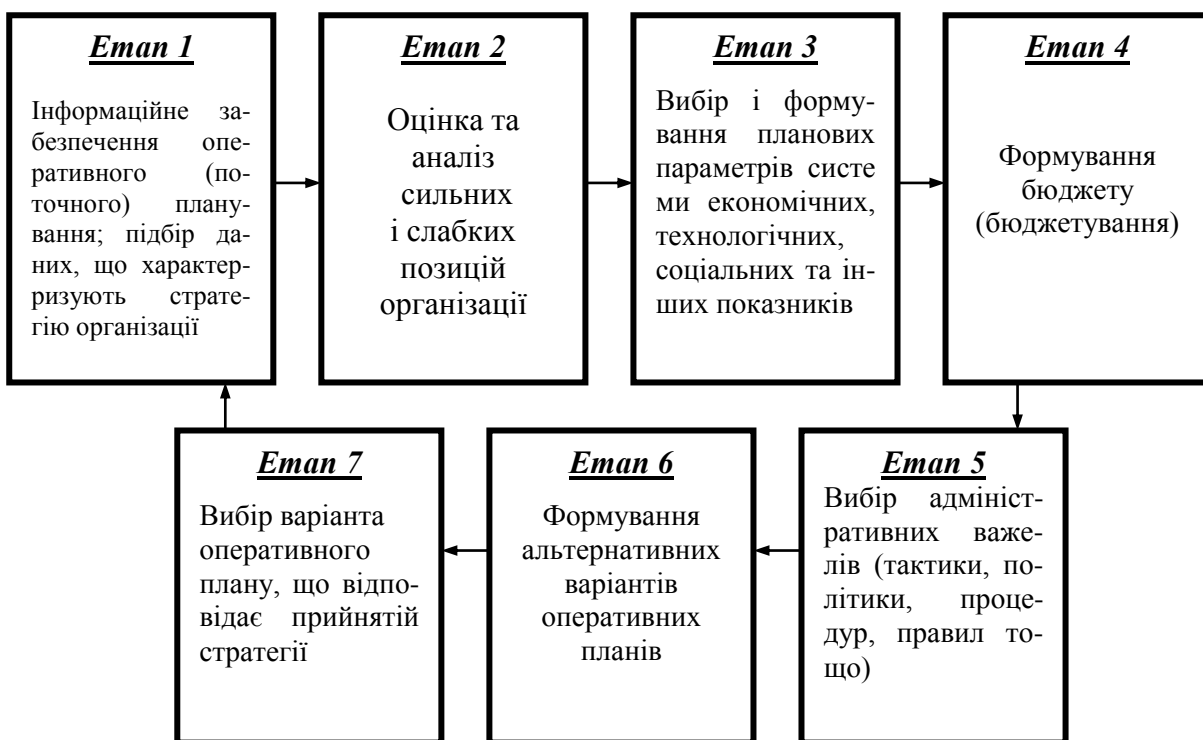 Етап 1
Інформаційне за-
безпечення опе-
ративного (по-
точного) плану-
вання; підбір да-
них, що характер-
ризують страте-
гію організації
Етап 2
Оцінка та
аналіз
сильних
і слабких
позицій
організації
Етап 3
Вибір і форму-
вання планових
параметрів систе
ми економічних,
технологічних,
соціальних та ін-
ших показників
Етап 4
Формування
бюджету
(бюджетування)
Етап 7
Вибір варіанта
оперативного
плану, що відпо-
відає прийнятій
стратегії
Етап 6
Формування
альтернативних
варіантів
оперативних
планів
Етап 5
Вибір адмініст-
ративних важе-
лів (тактики, по-
літики, проце-
дур, правил то-
що)